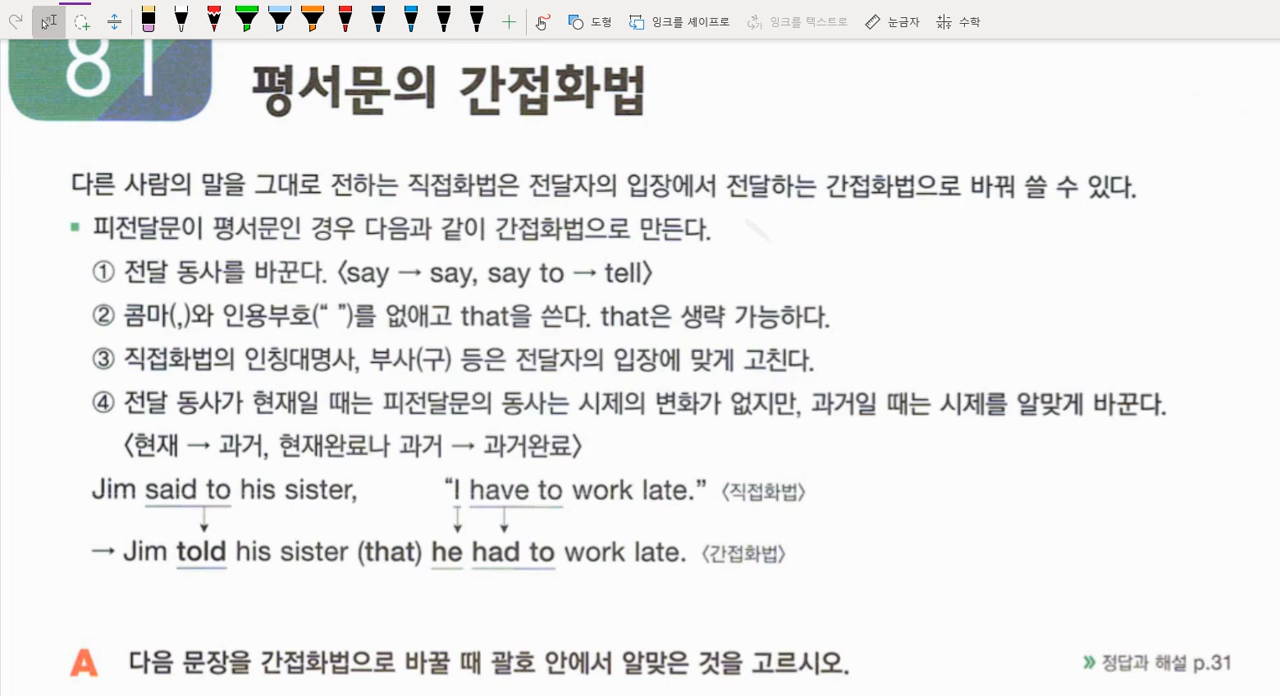 도형 잉크를 셰이프로 잉크를 텍스트로 눈금자 수학
81 평서문의 간접화법
다른 사람의 말을 그대로 전하는 직접화법은 전달자의 입장에서 전달하는 간접화법으로 바꿔 쓸 수 있다.
▪ 피전달문이 평서문인 경우 다음과 같이 간접화법으로 만든다.
① 전달 동사를 바꾼다. 〈say → say, say to → tell〉
② 콤마(,)와 인용부호(“ ”)를 없애고 that을 쓴다. that은 생략 가능하다.
③ 직접화법의 인칭대명사, 부사(구) 등은 전달자의 입장에 맞게 고친다.
④ 전달 동사가 현재일 때는 피전달문의 동사는 시제의 변화가 없지만, 과거일 때는 시제를 알맞게 바꾼다.
〈현재 → 과거, 현재완료나 과거 → 과거완료〉
Jim said to his sister, “I have to work late.” 〈직접화법〉
→ Jim told his sister (that) he had to work late. 〈간접화법〉
A 다음 문장을 간접화법으로 바꿀 때 괄호 안에서 알맞은 것을 고르시오. » 정답과 해설 p.31